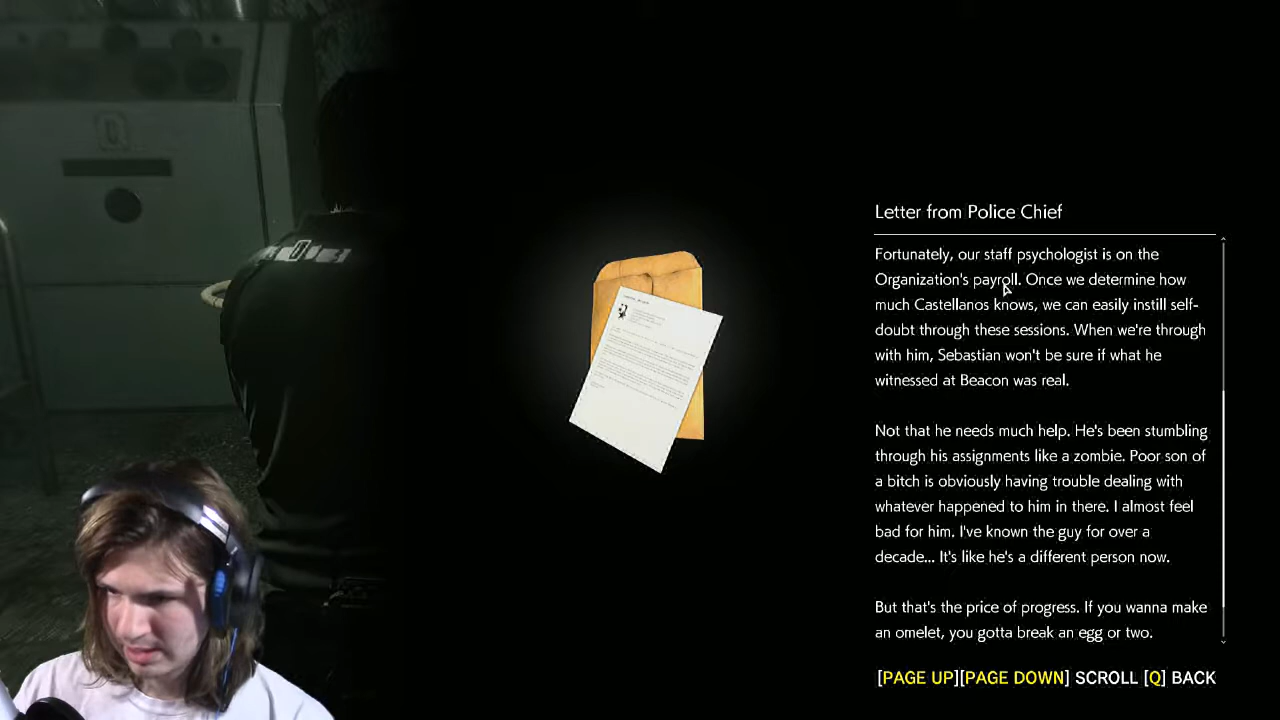 Letter from Police Chief
Fortunately, our staff psychologist is on the
Organization's payroll. Once we determine how
much Castellanos knows, we can easily instill self-
doubt through these sessions. When we're through
with him, Sebastian won't be sure if what he
witnessed at Beacon was real.
Not that he needs much help. He's been stumbling
through his assignments like a zombie. Poor son of
a bitch is obviously having trouble dealing with
whatever happened to him in there. I almost feel
bad for him. I've known the guy for over a
decade... It's like he's a different person now.
But that's the price of progress. If you wanna make
an omelet, you gotta break an egg or two.
[PAGE UP][PAGE DOWN] SCROLL [Q] BACK